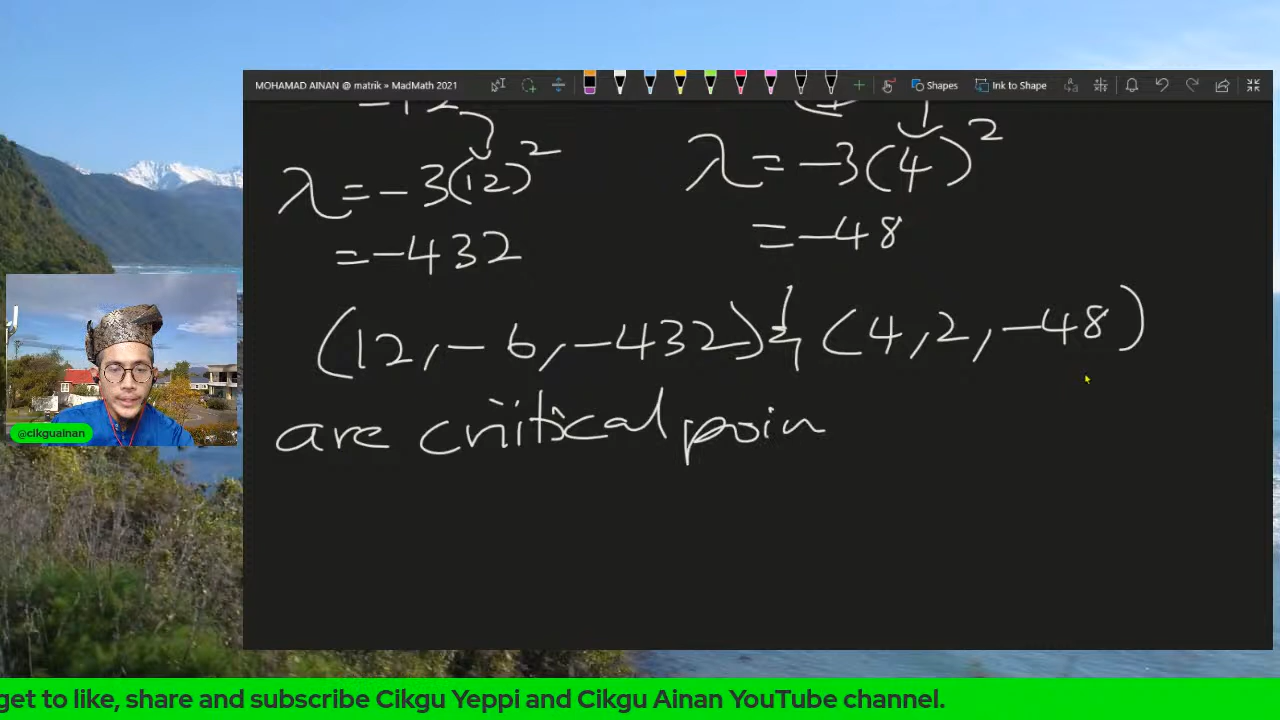 MOHAMAD AINAN @ matrik » MadMath 2021
Shapes
Ink to Shape
λ = -3(12)²
= -432
λ = -3(4)²
= -48
(12, -6, -432) & (4, 2, -48)
are critical poin
@cikguainan
get to like, share and subscribe Cikgu Yeppi and Cikgu Ainan YouTube channel.